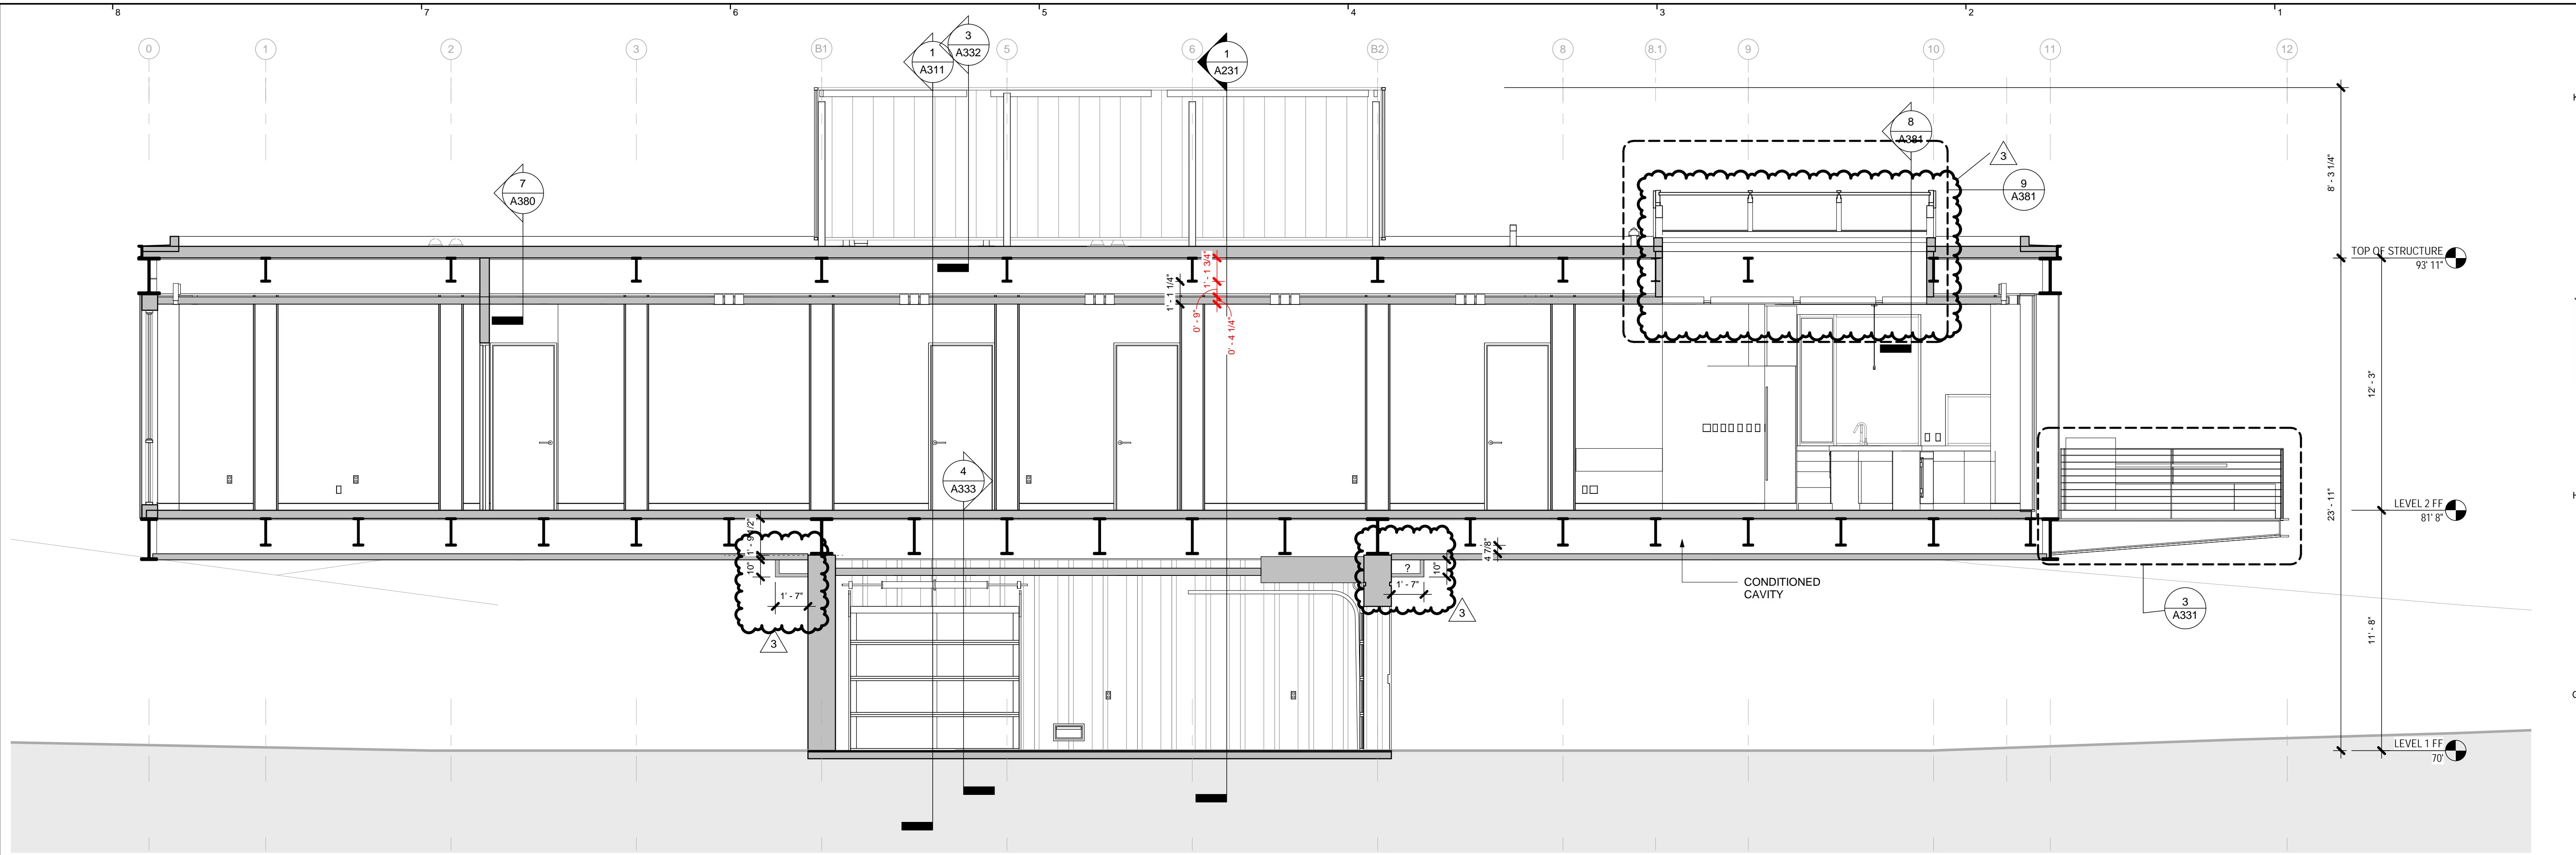 8 7 6 5 4 3 2 1
0 1 2 3 B1 5 6 B2 8 8.1 9 10 11 12
3
A332
1
A311
1
A231
8
A381
3
9
A381
7
A380
8' - 3 1/4"
TOP OF STRUCTURE
93' 11"
1' - 1 3/4"
1' - 1 1/4"
0' - 9"
0' - 4 1/4"
12' - 3"
4
A333
LEVEL 2 FF
81' 8"
23' - 11"
1' - 9 1/2"
10"
1' - 7"
3
?
10"
1' - 7"
3
4 7/8"
CONDITIONED
CAVITY
3
A331
11' - 8"
LEVEL 1 FF
70'